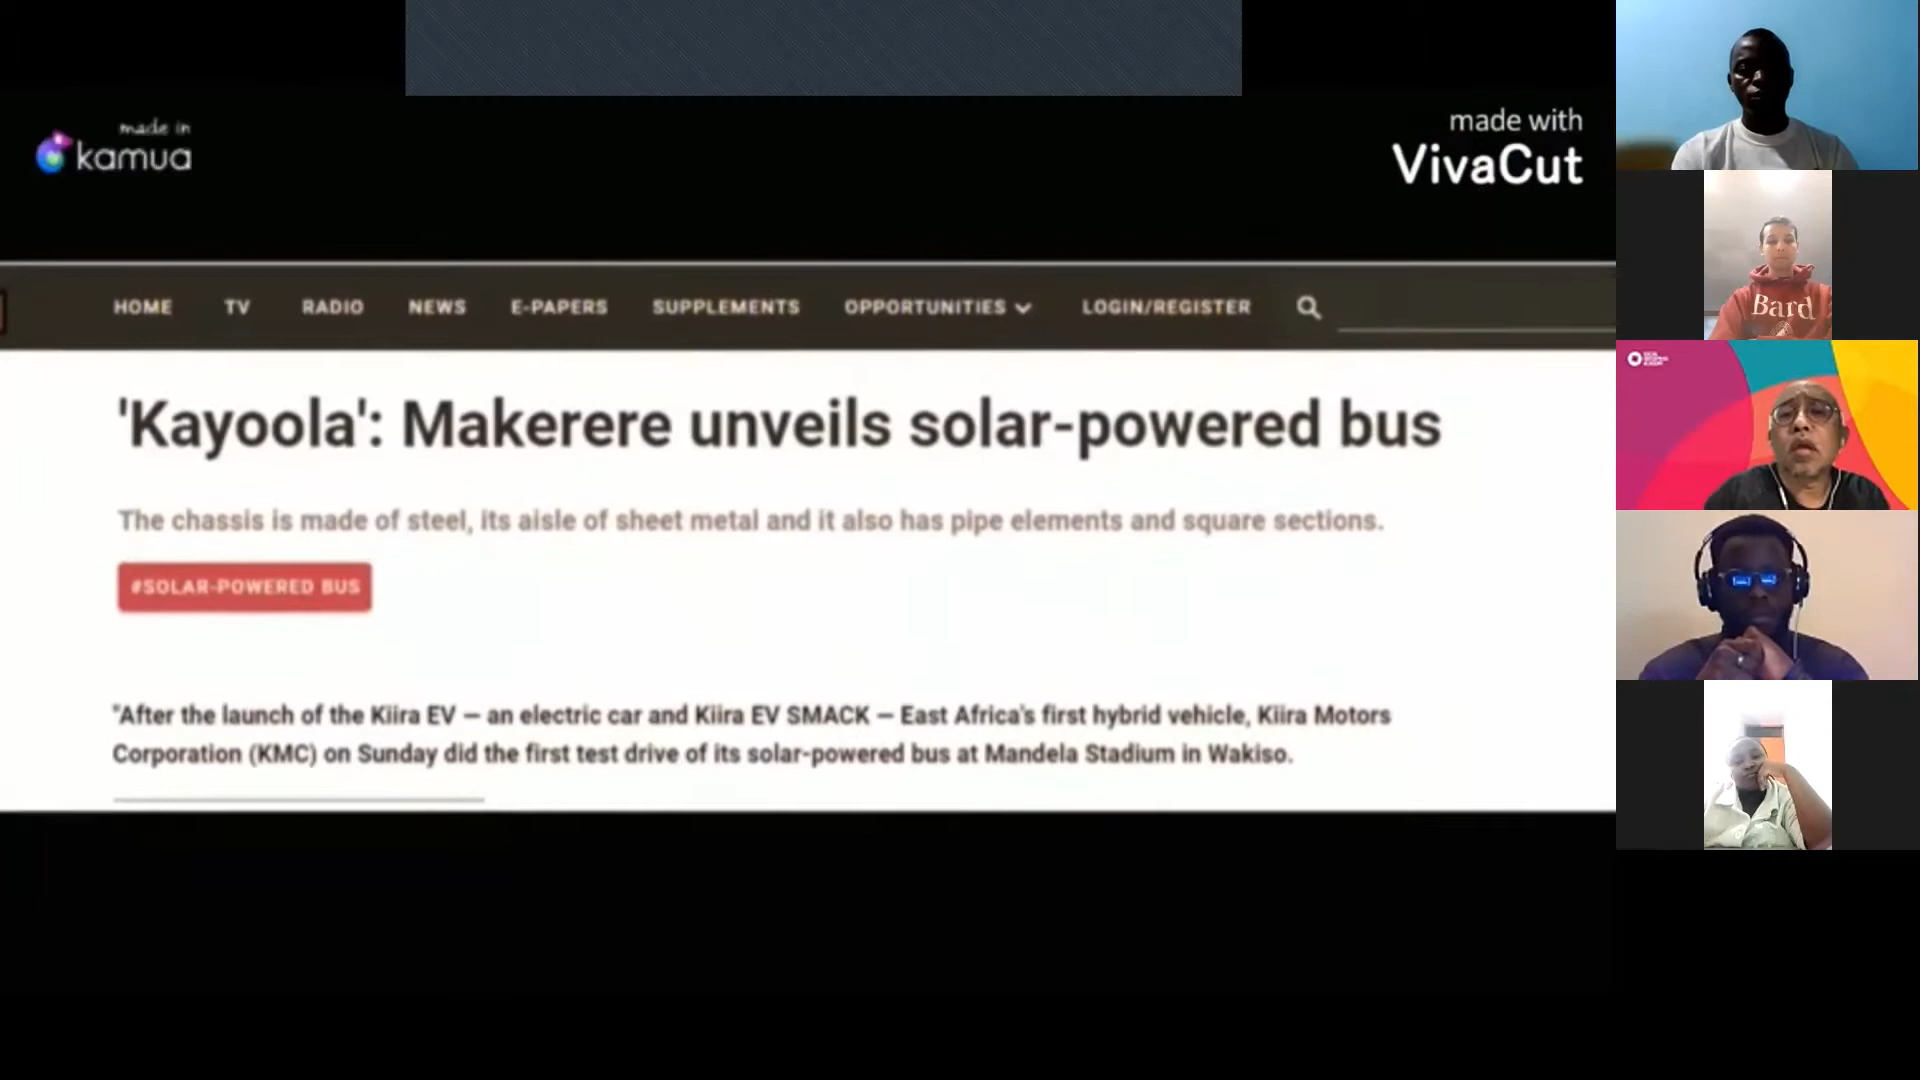 made in
kamua
made with
VivaCut
HOME TV RADIO NEWS E-PAPERS SUPPLEMENTS OPPORTUNITIES LOGIN/REGISTER
'Kayoola': Makerere unveils solar-powered bus
The chassis is made of steel, its aisle of sheet metal and it also has pipe elements and square sections.
#SOLAR-POWERED BUS
"After the launch of the Kiira EV — an electric car and Kiira EV SMACK — East Africa's first hybrid vehicle, Kiira Motors
Corporation (KMC) on Sunday did the first test drive of its solar-powered bus at Mandela Stadium in Wakiso.
Bard